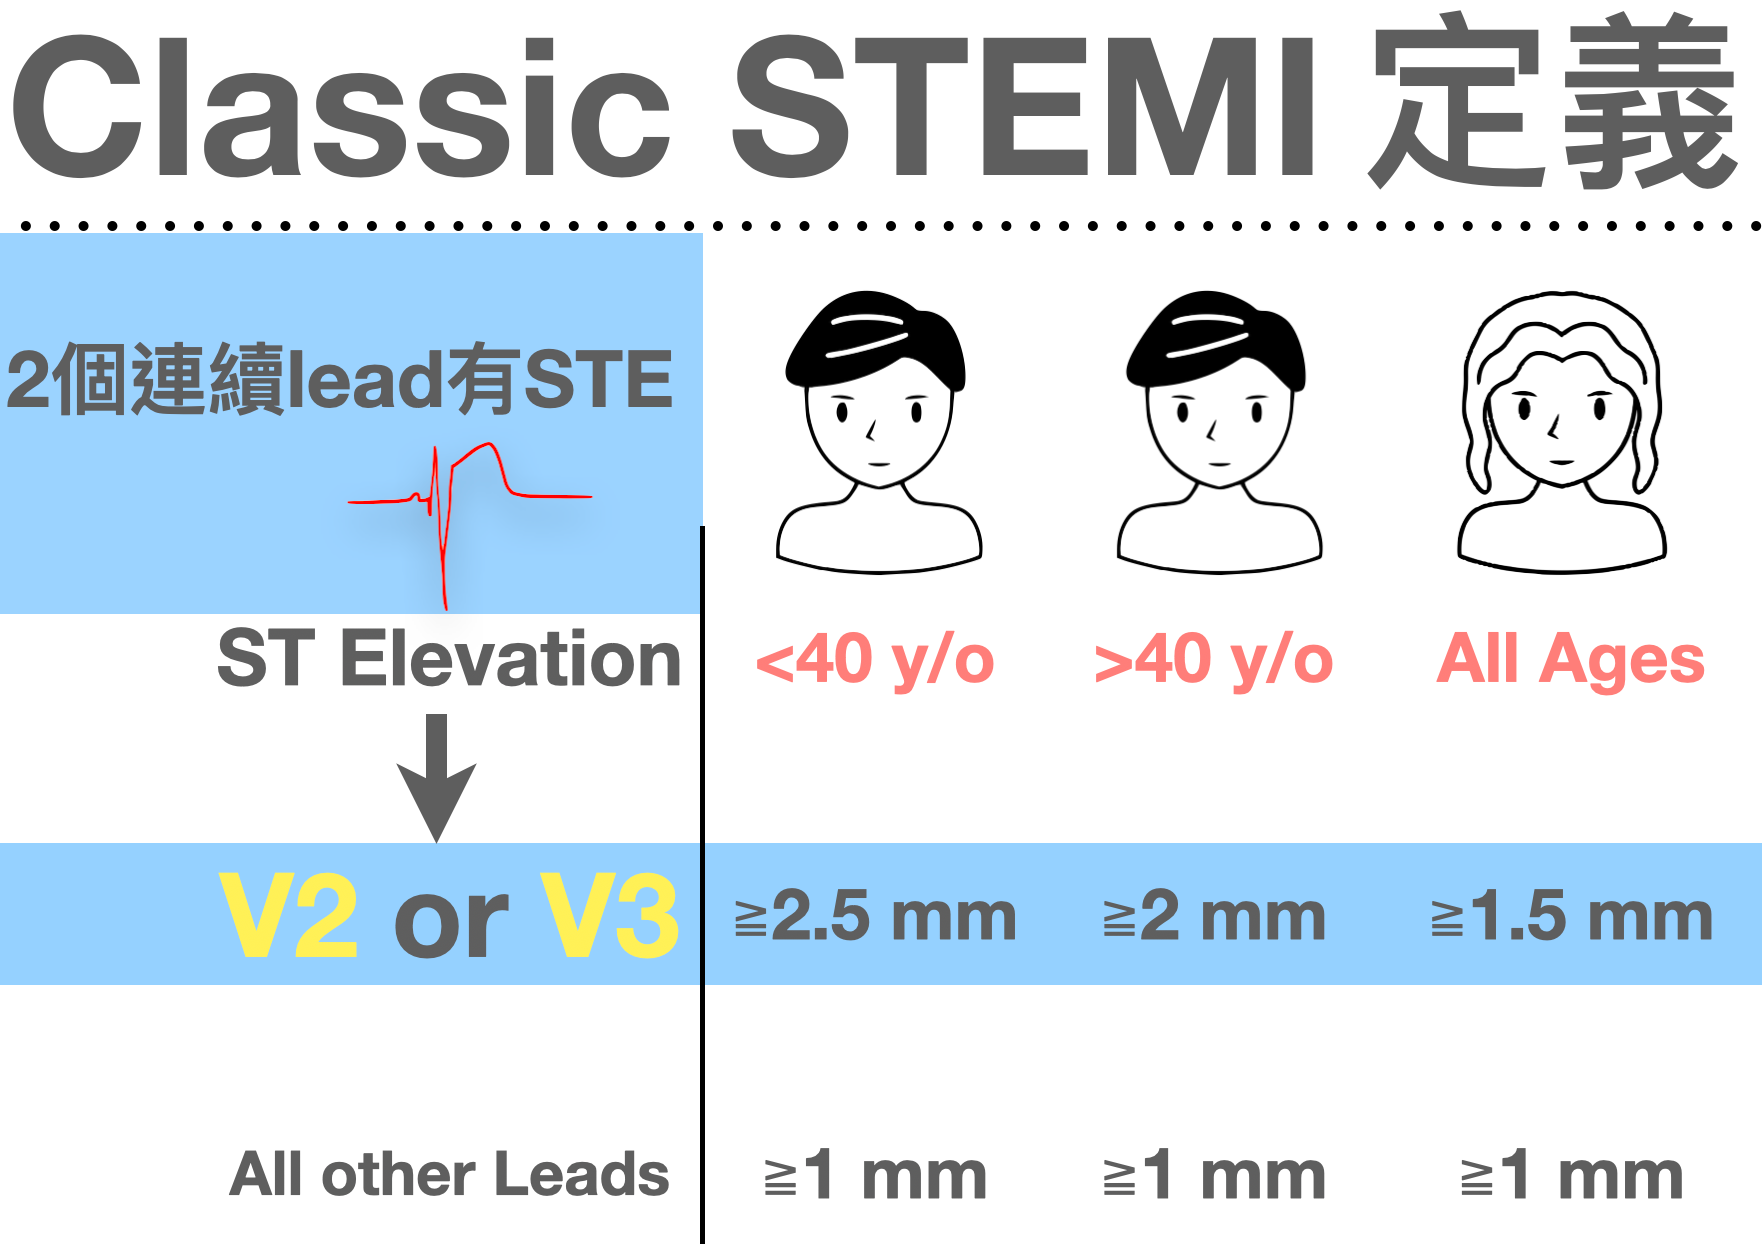 Classic STEMI 定義
2個連續lead有STE
ST Elevation
<40 y/o
>40 y/o
All Ages
V2 or V3
≧2.5 mm
≧2 mm
≧1.5 mm
All other Leads
≧1 mm
≧1 mm
≧1 mm